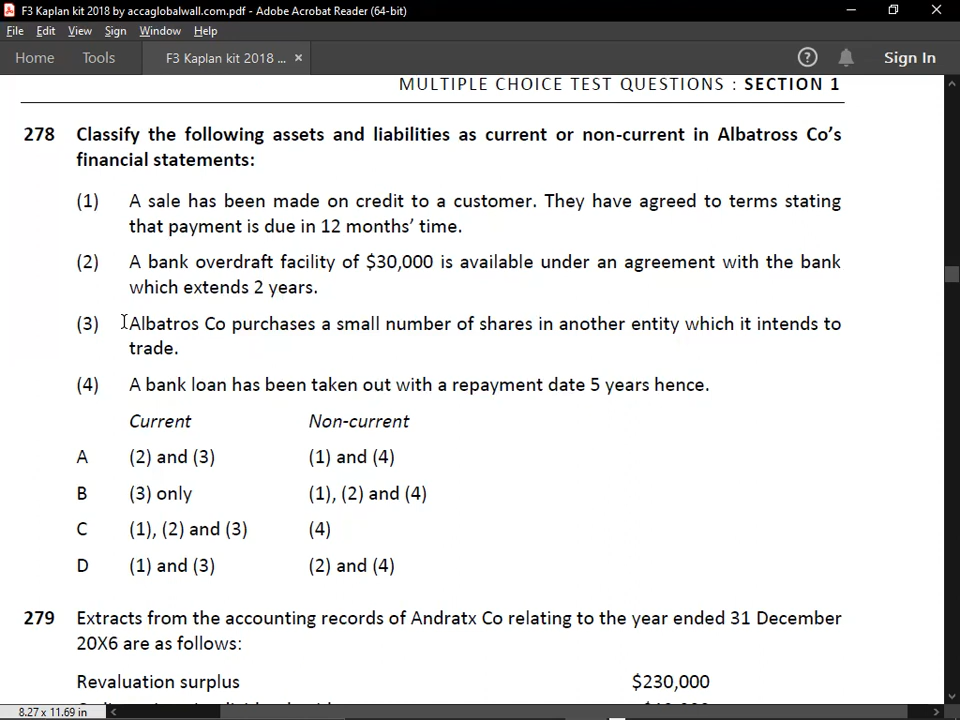 F3 Kaplan kit 2018 by accaglobalwall.com.pdf - Adobe Acrobat Reader (64-bit)
File Edit View Sign Window Help
Home Tools F3 Kaplan kit 2018 ... × Sign In
MULTIPLE CHOICE TEST QUESTIONS : SECTION 1
278 Classify the following assets and liabilities as current or non-current in Albatross Co's
financial statements:
(1) A sale has been made on credit to a customer. They have agreed to terms stating
that payment is due in 12 months' time.
(2) A bank overdraft facility of $30,000 is available under an agreement with the bank
which extends 2 years.
(3) Albatros Co purchases a small number of shares in another entity which it intends to
trade.
(4) A bank loan has been taken out with a repayment date 5 years hence.
Current Non-current
A (2) and (3) (1) and (4)
B (3) only (1), (2) and (4)
C (1), (2) and (3) (4)
D (1) and (3) (2) and (4)
279 Extracts from the accounting records of Andratx Co relating to the year ended 31 December
20X6 are as follows:
Revaluation surplus $230,000
8.27 x 11.69 in